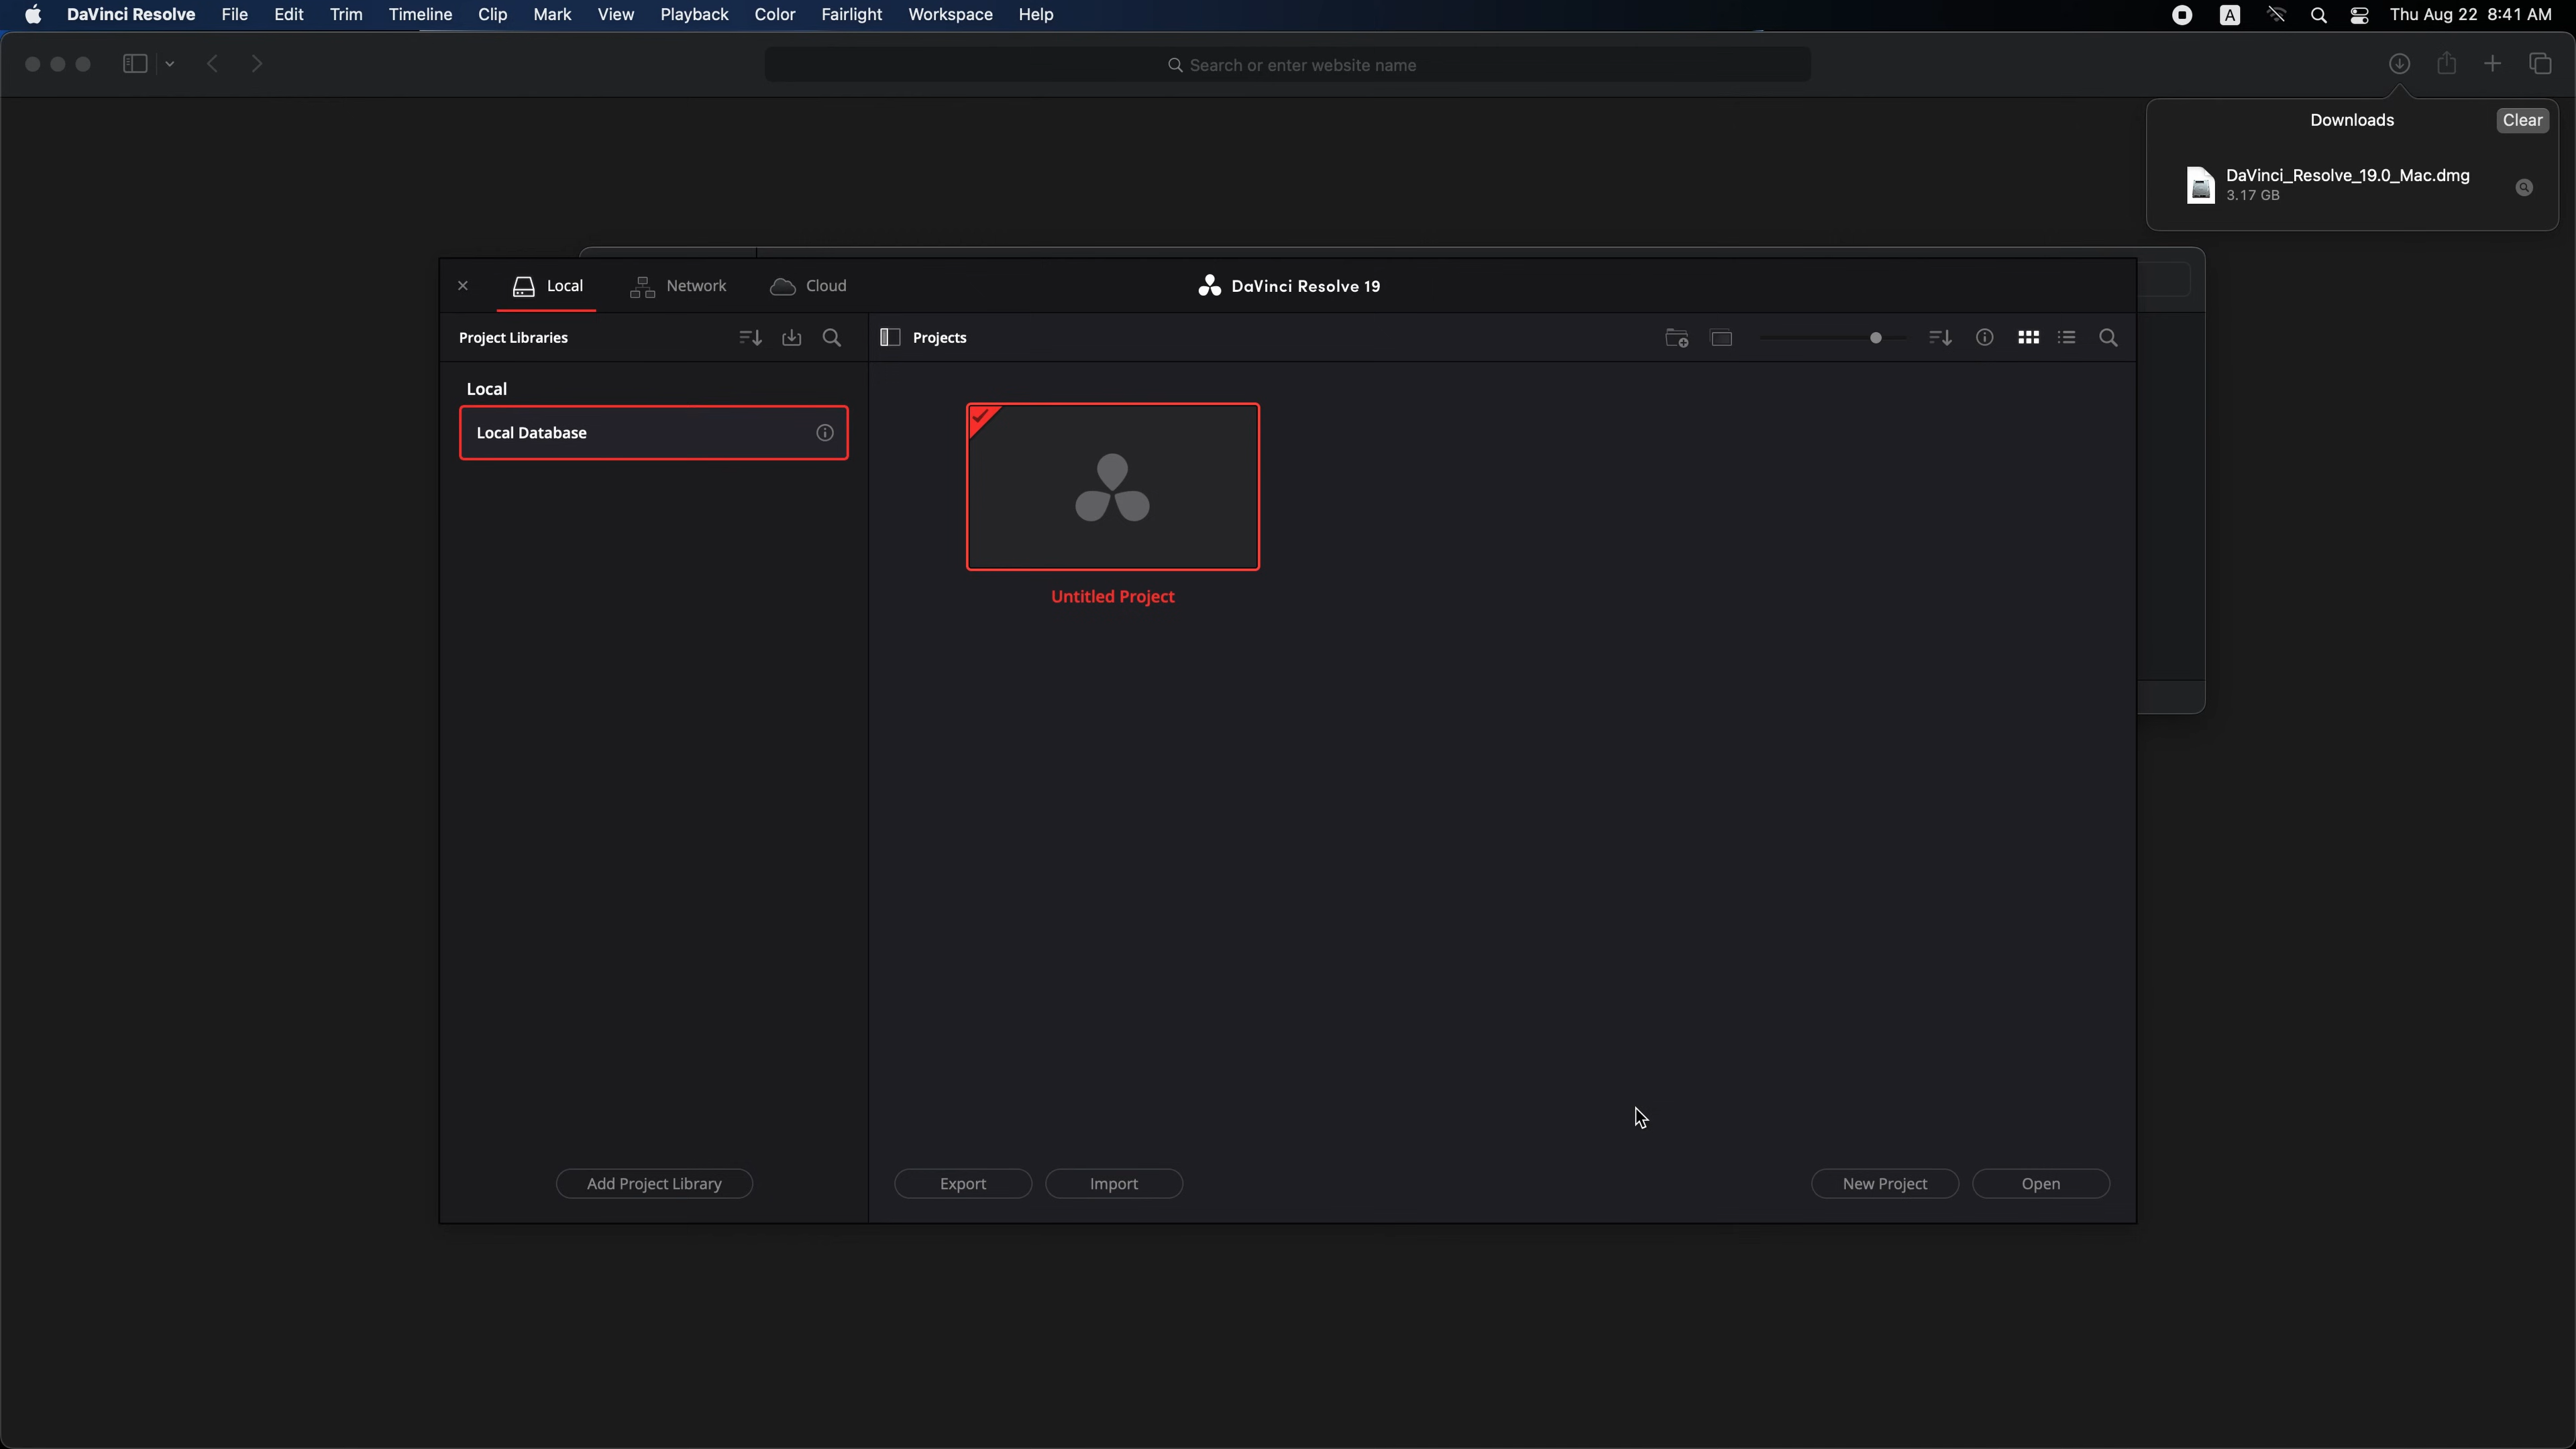 DaVinci Resolve File Edit Trim Timeline Clip Mark View Playback Color Fairlight Workspace Help A Thu Aug 22 8:41 AM
Search or enter website name
Downloads Clear
DaVinci_Resolve_19.0_Mac.dmg
3.17 GB
Local Network Cloud DaVinci Resolve 19
Project Libraries Projects
Local
Local Database
Untitled Project
Add Project Library Export Import New Project Open